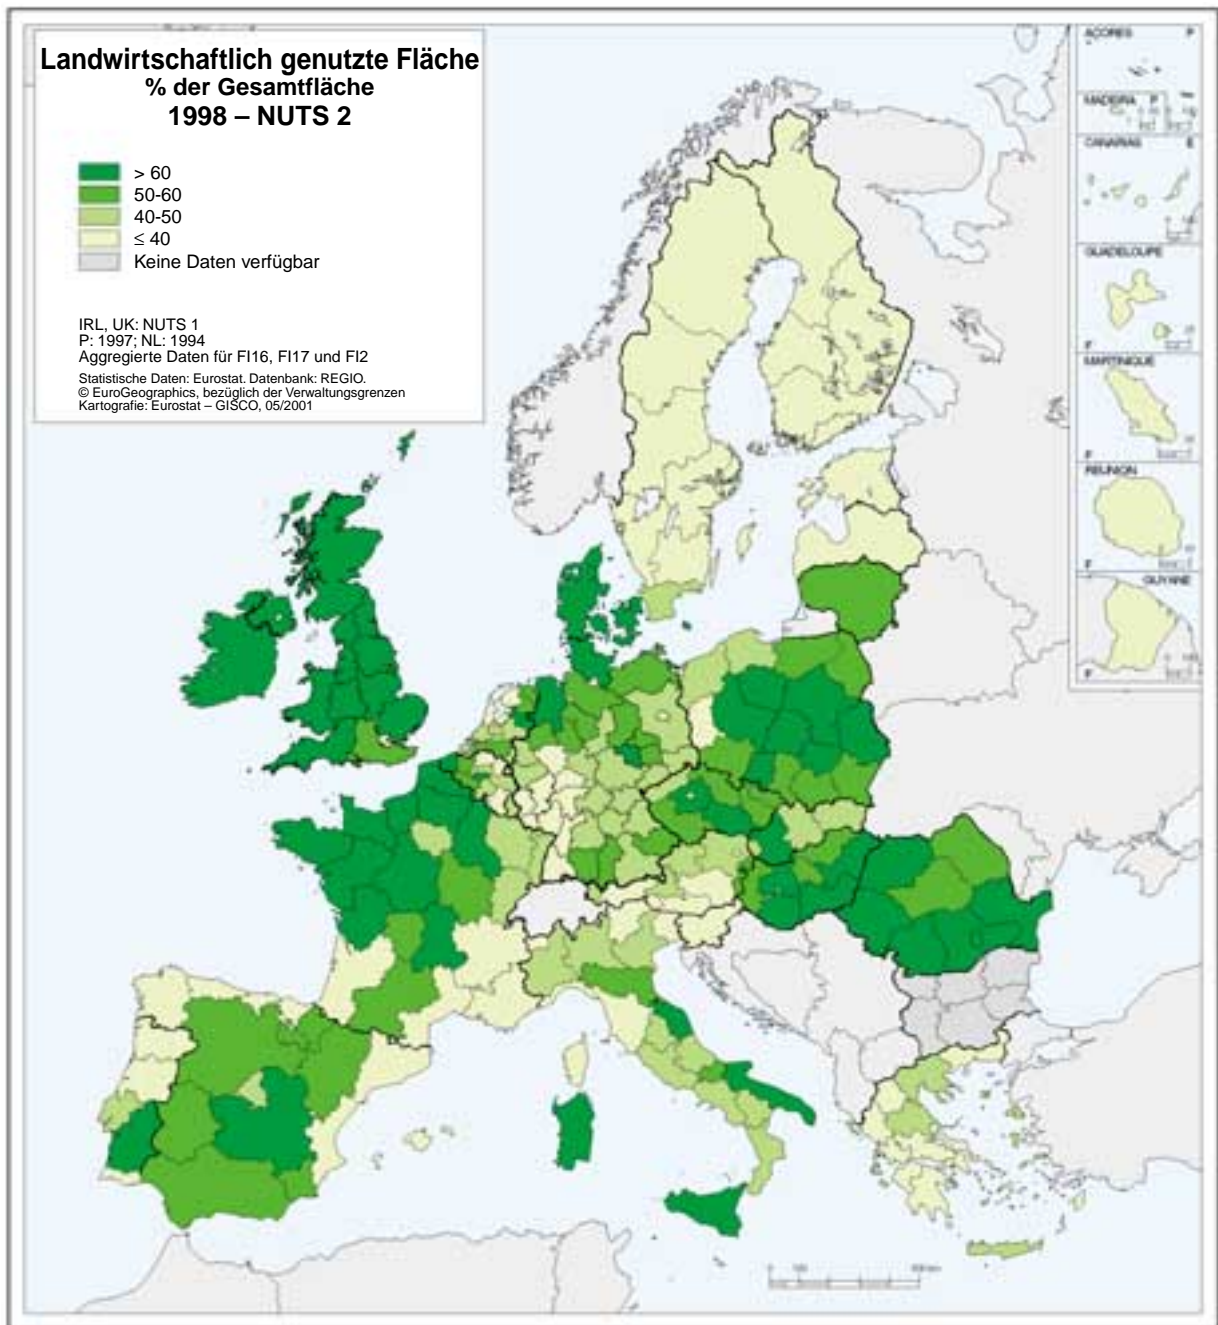 Landwirtschaftlich genutzte Fläche
% der Gesamtfläche
1998 – NUTS 2
> 60
50-60
40-50
≤ 40
Keine Daten verfügbar
IRL, UK: NUTS 1
P: 1997; NL: 1994
Aggregierte Daten für FI16, FI17 und FI2
Statistische Daten: Eurostat. Datenbank: REGIO.
© EuroGeographics, bezüglich der Verwaltungsgrenzen
Kartografie: Eurostat – GISCO, 05/2001
AÇORES P
MADEIRA P
CANARIAS E
GUADELOUPE
F
MARTINIQUE
F
REUNION
F
GUYANE
F